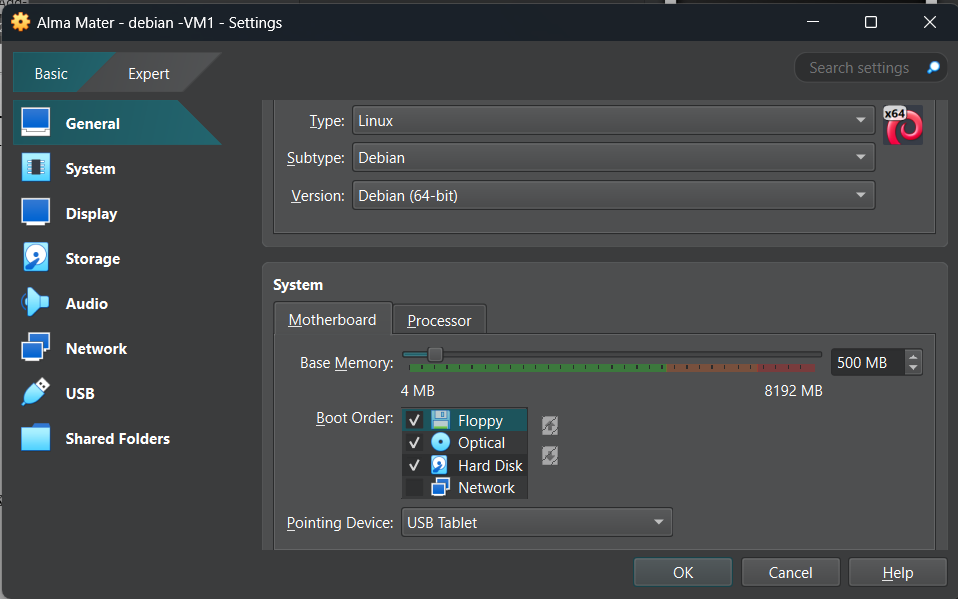 Alma Mater - debian -VM1 - Settings
Basic
Expert
Search settings
General
System
Display
Storage
Audio
Network
USB
Shared Folders
Type: Linux
x64
Subtype: Debian
Version: Debian (64-bit)
System
Motherboard
Processor
Base Memory: 500 MB
4 MB 8192 MB
Boot Order: Floppy
Optical
Hard Disk
Network
Pointing Device: USB Tablet
OK
Cancel
Help